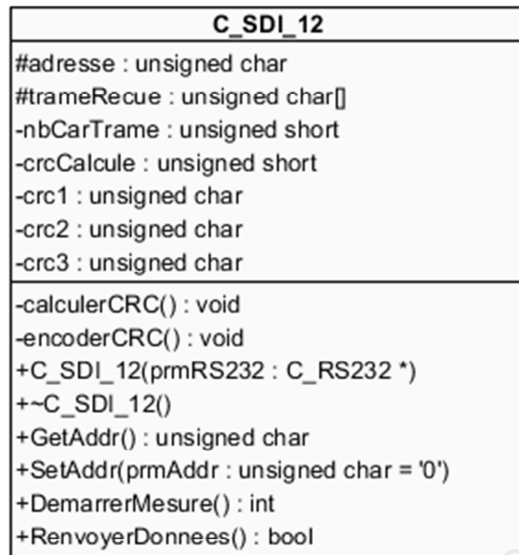 C_SDI_12
#adresse : unsigned char
#trameRecue : unsigned char[]
-nbCarTrame : unsigned short
-crcCalcule : unsigned short
-crc1 : unsigned char
-crc2 : unsigned char
-crc3 : unsigned char
-calculerCRC() : void
-encoderCRC() : void
+C_SDI_12(prmRS232 : C_RS232 *)
+~C_SDI_12()
+GetAddr() : unsigned char
+SetAddr(prmAddr : unsigned char = '0')
+DemarrerMesure() : int
+RenvoyerDonnees() : bool